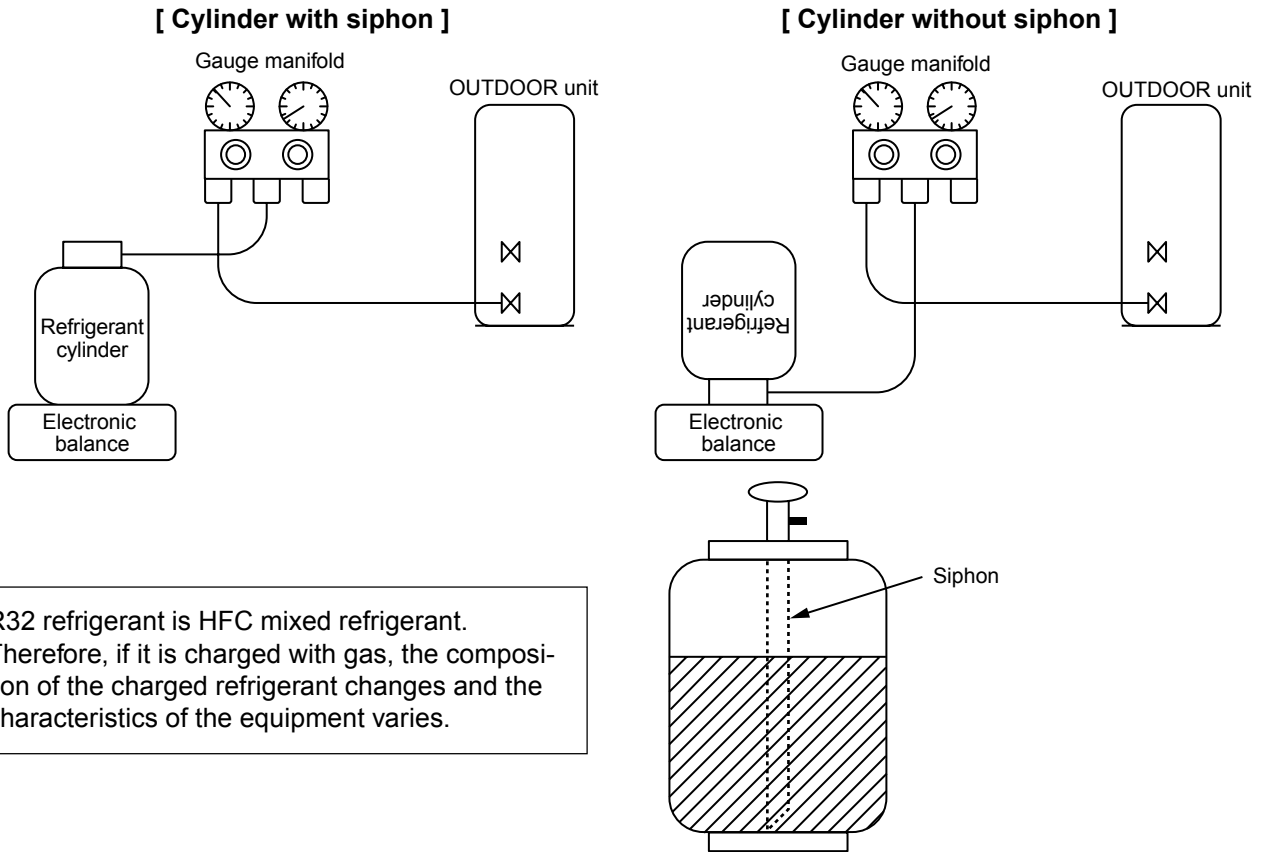 [ Cylinder with siphon ]
Gauge manifold
OUTDOOR unit
Refrigerant
cylinder
Electronic
balance
[ Cylinder without siphon ]
Gauge manifold
OUTDOOR unit
Refrigerant
cylinder
Electronic
balance
Siphon
R32 refrigerant is HFC mixed refrigerant.
Therefore, if it is charged with gas, the composi-
on of the charged refrigerant changes and the
characteristics of the equipment varies.